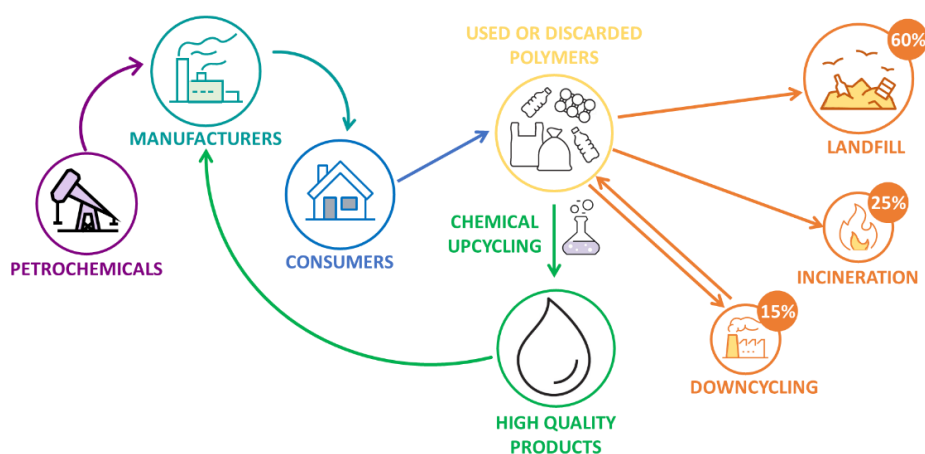 USED OR DISCARDED
POLYMERS
60%
MANUFACTURERS
LANDFILL
25%
CHEMICAL
UPCYCLING
PETROCHEMICALS
CONSUMERS
INCINERATION
15%
DOWNCYCLING
HIGH QUALITY
PRODUCTS